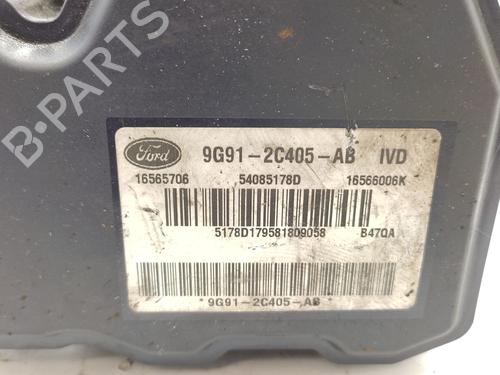 B-PARTS
Ford 9G91-2C405-AB IVD
16565706 54085178D 16566006K
5178D179581809058 B47QA
* 9G91-2C405-AB *